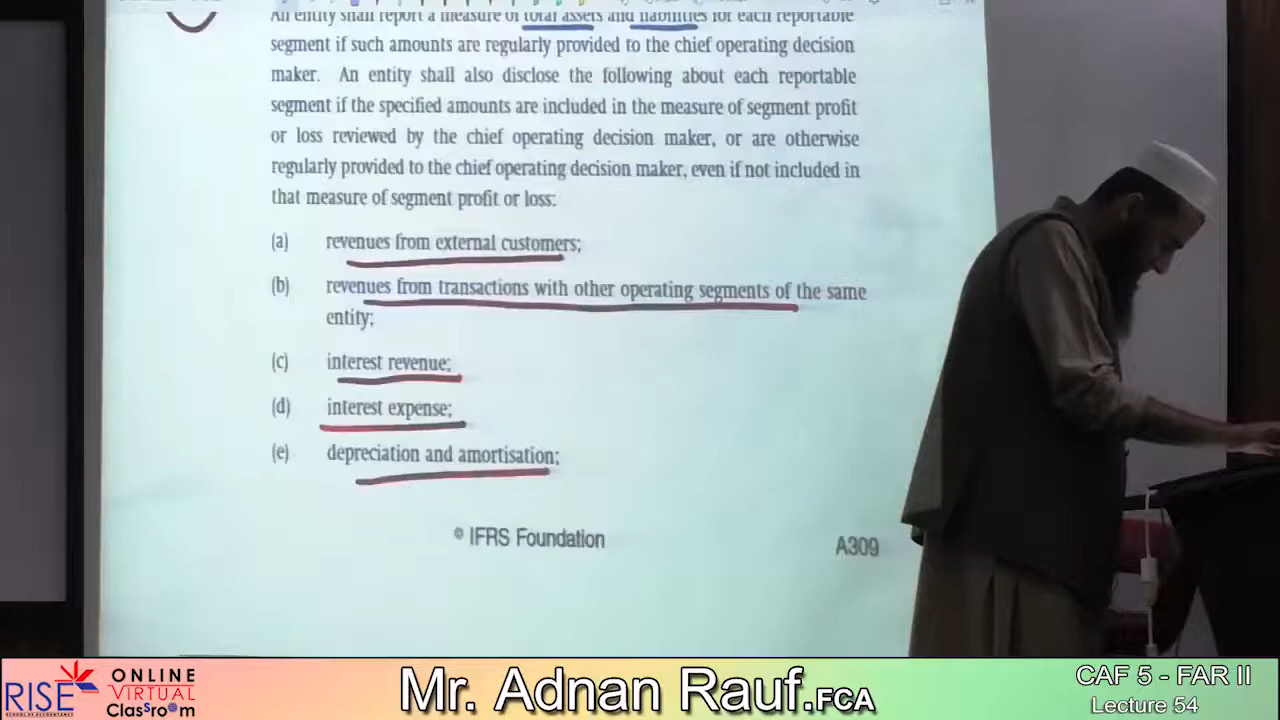 An entity shall report a measure of total assets and liabilities for each reportable
segment if such amounts are regularly provided to the chief operating decision
maker. An entity shall also disclose the following about each reportable
segment if the specified amounts are included in the measure of segment profit
or loss reviewed by the chief operating decision maker, or are otherwise
regularly provided to the chief operating decision maker, even if not included in
that measure of segment profit or loss:
(a) revenues from external customers;
(b) revenues from transactions with other operating segments of the same
entity;
(c) interest revenue;
(d) interest expense;
(e) depreciation and amortisation;
© IFRS Foundation
A309
RISE
ONLINE
VIRTUAL
Classroom
Mr. Adnan Rauf.FCA
CAF 5 - FAR II
Lecture 54